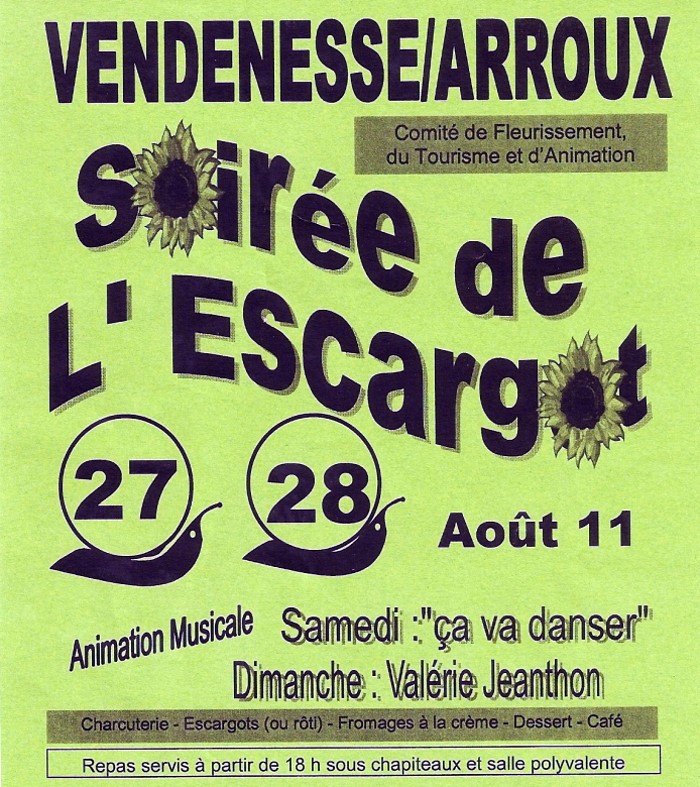 VENDENESSE/ARROUX
Comité de Fleurissement,
du Tourisme et d'Animation
Soirée de
L' Escargot
27 28 Août 11
Animation Musicale
Samedi :"ça va danser"
Dimanche : Valérie Jeanthon
Charcuterie - Escargots (ou rôti) - Fromages à la crème - Dessert - Café
Repas servis à partir de 18 h sous chapiteaux et salle polyvalente